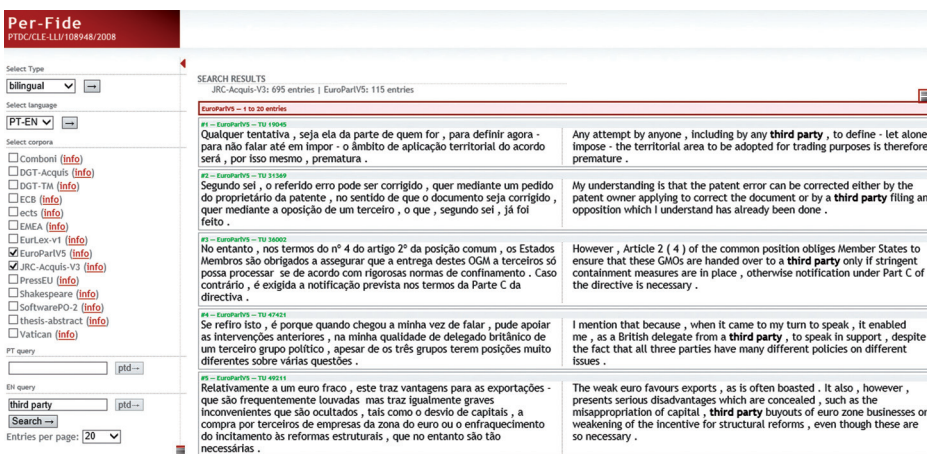 Per-Fide
PTDC/CLE-LLI/108948/2008
Select Type
bilingual
Select language
PT-EN
Select corpora
Comboni (info)
DGT-Acquis (info)
DGT-TM (info)
ECB (info)
ects (info)
EMEA (info)
EurLex-v1 (info)
EuroParlV5 (info)
JRC-Acquis-V3 (info)
PressEU (info)
Shakespeare (info)
SoftwarePO-2 (info)
thesis-abstract (info)
Vatican (info)
PT query
ptd→
EN query
third party ptd→
Search →
Entries per page: 20
SEARCH RESULTS
JRC-Acquis-V3: 695 entries | EuroParlV5: 115 entries
EuroParlV5 — 1 to 20 entries
#1 — EuroParlV5 — TU 19045
Qualquer tentativa , seja ela da parte de quem for , para definir agora -
para não falar até em impor - o âmbito de aplicação territorial do acordo
será , por isso mesmo , prematura .
Any attempt by anyone , including by any third party , to define - let alone
impose - the territorial area to be adopted for trading purposes is therefore
premature .
#2 — EuroParlV5 — TU 31369
Segundo sei , o referido erro pode ser corrigido , quer mediante um pedido
do proprietário da patente , no sentido de que o documento seja corrigido ,
quer mediante a oposição de um terceiro , o que , segundo sei , já foi
feito .
My understanding is that the patent error can be corrected either by the
patent owner applying to correct the document or by a third party filing an
opposition which I understand has already been done .
#3 — EuroParlV5 — TU 36002
No entanto , nos termos do nº 4 do artigo 2º da posição comum , os Estados
Membros são obrigados a assegurar que a entrega destes OGM a terceiros só
possa processar se de acordo com rigorosas normas de confinamento . Caso
contrário , é exigida a notificação prevista nos termos da Parte C da
directiva .
However , Article 2 ( 4 ) of the common position obliges Member States to
ensure that these GMOs are handed over to a third party only if stringent
containment measures are in place , otherwise notification under Part C of
the directive is necessary .
#4 — EuroParlV5 — TU 47421
Se refiro isto , é porque quando chegou a minha vez de falar , pude apoiar
as intervenções anteriores , na minha qualidade de delegado britânico de
um terceiro grupo político , apesar de os três grupos terem posições muito
diferentes sobre várias questões .
I mention that because , when it came to my turn to speak , it enabled
me , as a British delegate from a third party , to speak in support , despite
the fact that all three parties have many different policies on different
issues .
#5 — EuroParlV5 — TU 49211
Relativamente a um euro fraco , este traz vantagens para as exportações -
que são frequentemente louvadas mas traz igualmente graves
inconvenientes que são ocultados , tais como o desvio de capitais , a
compra por terceiros de empresas da zona do euro ou o enfraquecimento
do incitamento às reformas estruturais , que no entanto são tão
necessárias .
The weak euro favours exports , as is often boasted . It also , however ,
presents serious disadvantages which are concealed , such as the
misappropriation of capital , third party buyouts of euro zone businesses or
weakening of the incentive for structural reforms , even though these are
so necessary .